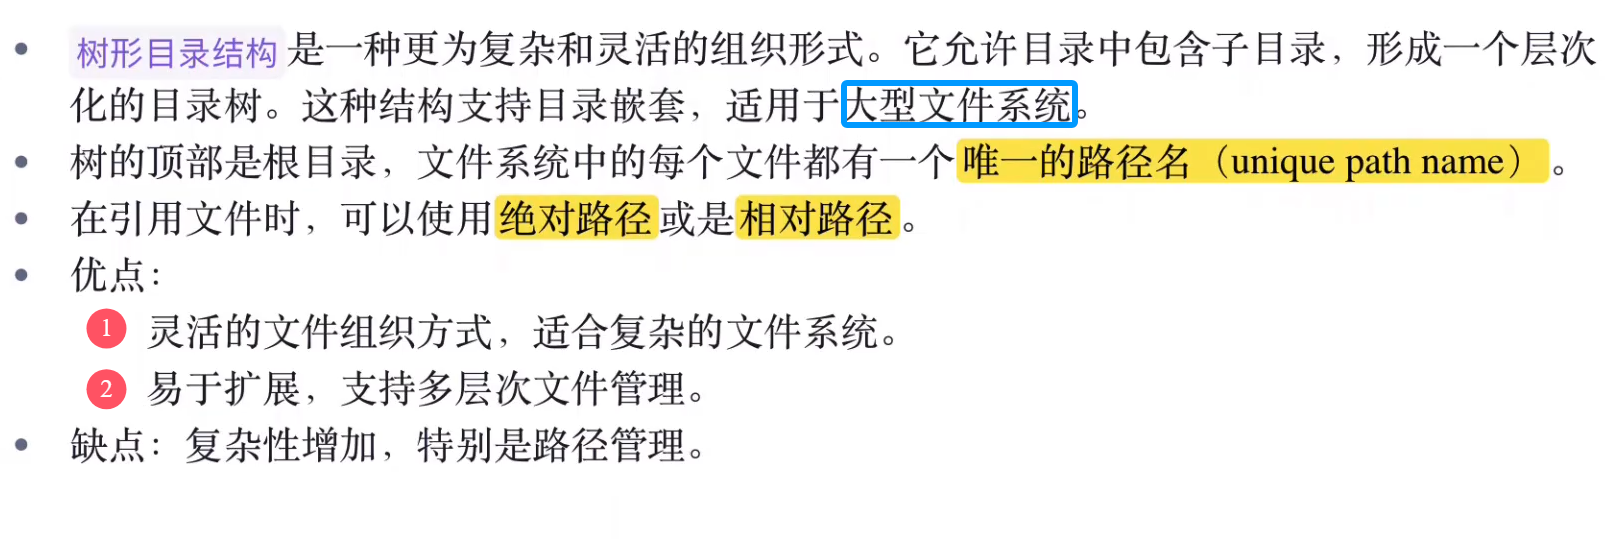 • 树形目录结构是一种更为复杂和灵活的组织形式。它允许目录中包含子目录，形成一个层次
化的目录树。这种结构支持目录嵌套，适用于大型文件系统。
• 树的顶部是根目录，文件系统中的每个文件都有一个唯一的路径名（unique path name）。
• 在引用文件时，可以使用绝对路径或是相对路径。
• 优点：
1 灵活的文件组织方式，适合复杂的文件系统。
2 易于扩展，支持多层次文件管理。
• 缺点：复杂性增加，特别是路径管理。